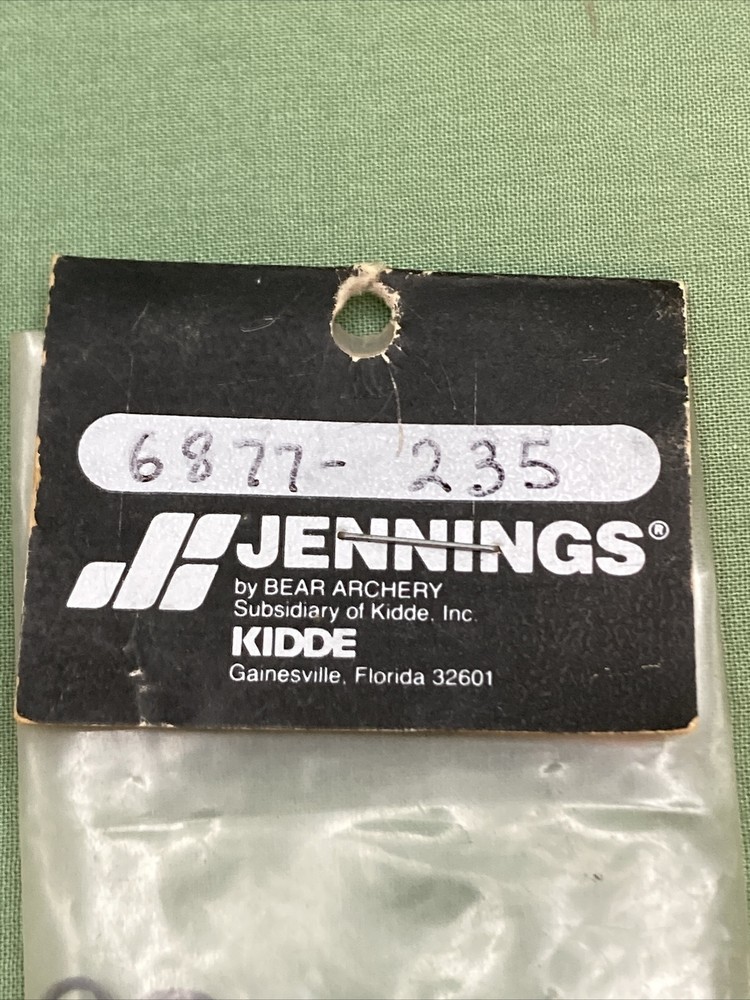 6877- 235
JENNINGS®
by BEAR ARCHERY
Subsidiary of Kidde, Inc.
KIDDE
Gainesville, Florida 32601